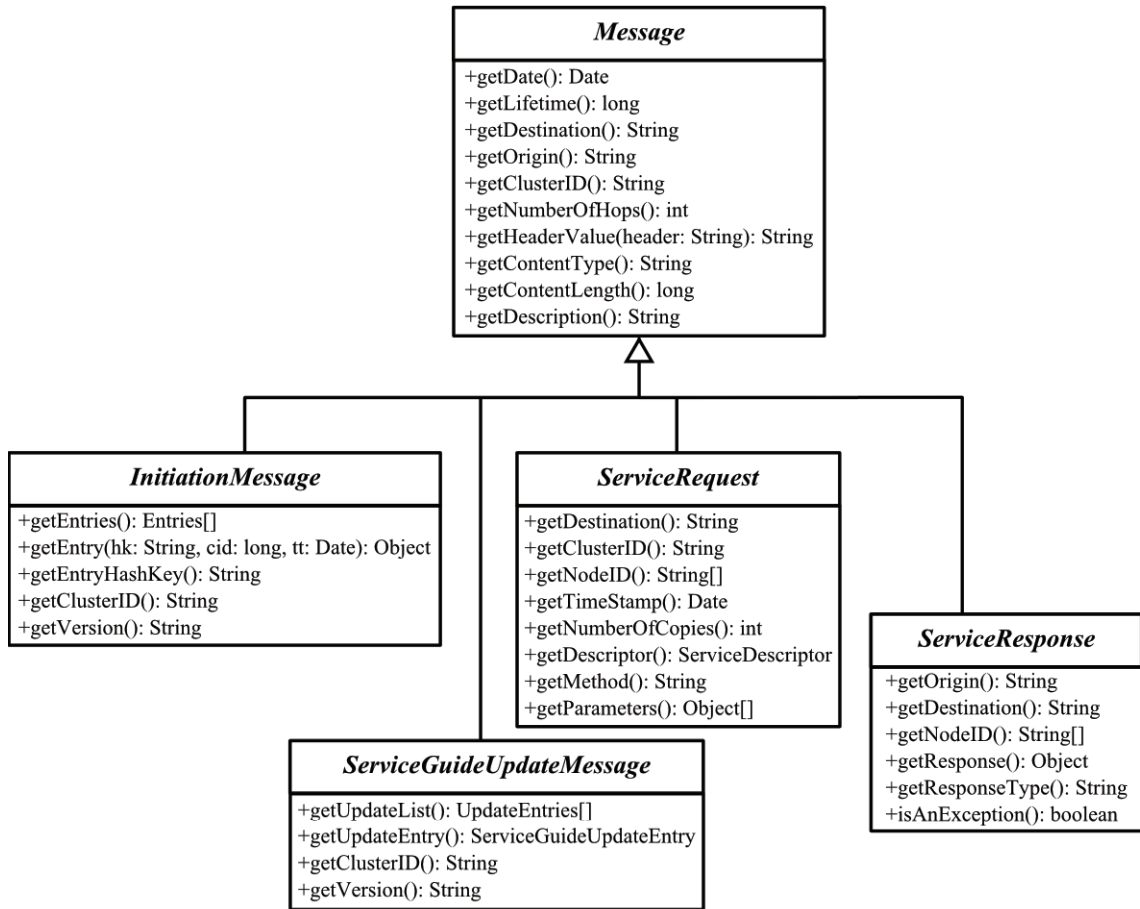 Message
+getDate(): Date
+getLifetime(): long
+getDestination(): String
+getOrigin(): String
+getClusterID(): String
+getNumberOfHops(): int
+getHeaderValue(header: String): String
+getContentType(): String
+getContentLength(): long
+getDescription(): String
InitiationMessage
+getEntries(): Entries[]
+getEntry(hk: String, cid: long, tt: Date): Object
+getEntryHashKey(): String
+getClusterID(): String
+getVersion(): String
ServiceRequest
+getDestination(): String
+getClusterID(): String
+getNodeID(): String[]
+getTimeStamp(): Date
+getNumberOfCopies(): int
+getDescriptor(): ServiceDescriptor
+getMethod(): String
+getParameters(): Object[]
ServiceResponse
+getOrigin(): String
+getDestination(): String
+getNodeID(): String[]
+getResponse(): Object
+getResponseType(): String
+isAnException(): boolean
ServiceGuideUpdateMessage
+getUpdateList(): UpdateEntries[]
+getUpdateEntry(): ServiceGuideUpdateEntry
+getClusterID(): String
+getVersion(): String